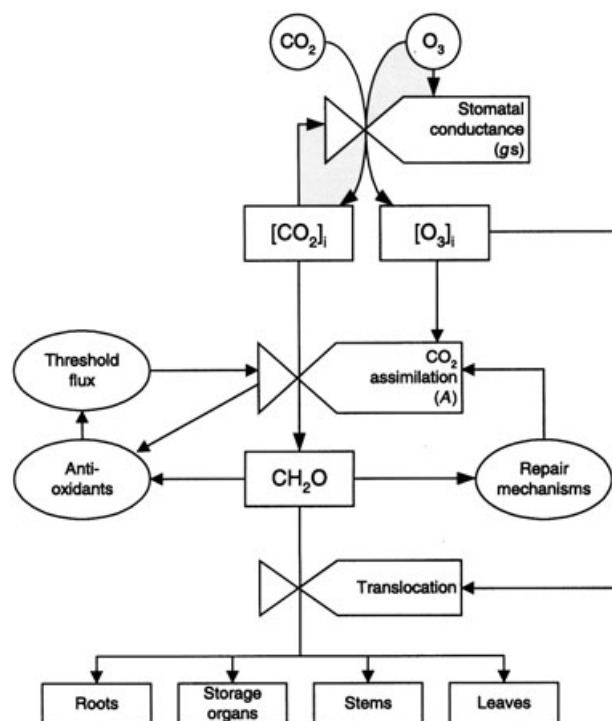 CO₂
O₃
Stomatal
conductance
(gs)
[CO₂]ᵢ
[O₃]ᵢ
Threshold
flux
CO₂
assimilation
(A)
Anti-
oxidants
CH₂O
Repair
mechanisms
Translocation
Roots
Storage
organs
Stems
Leaves